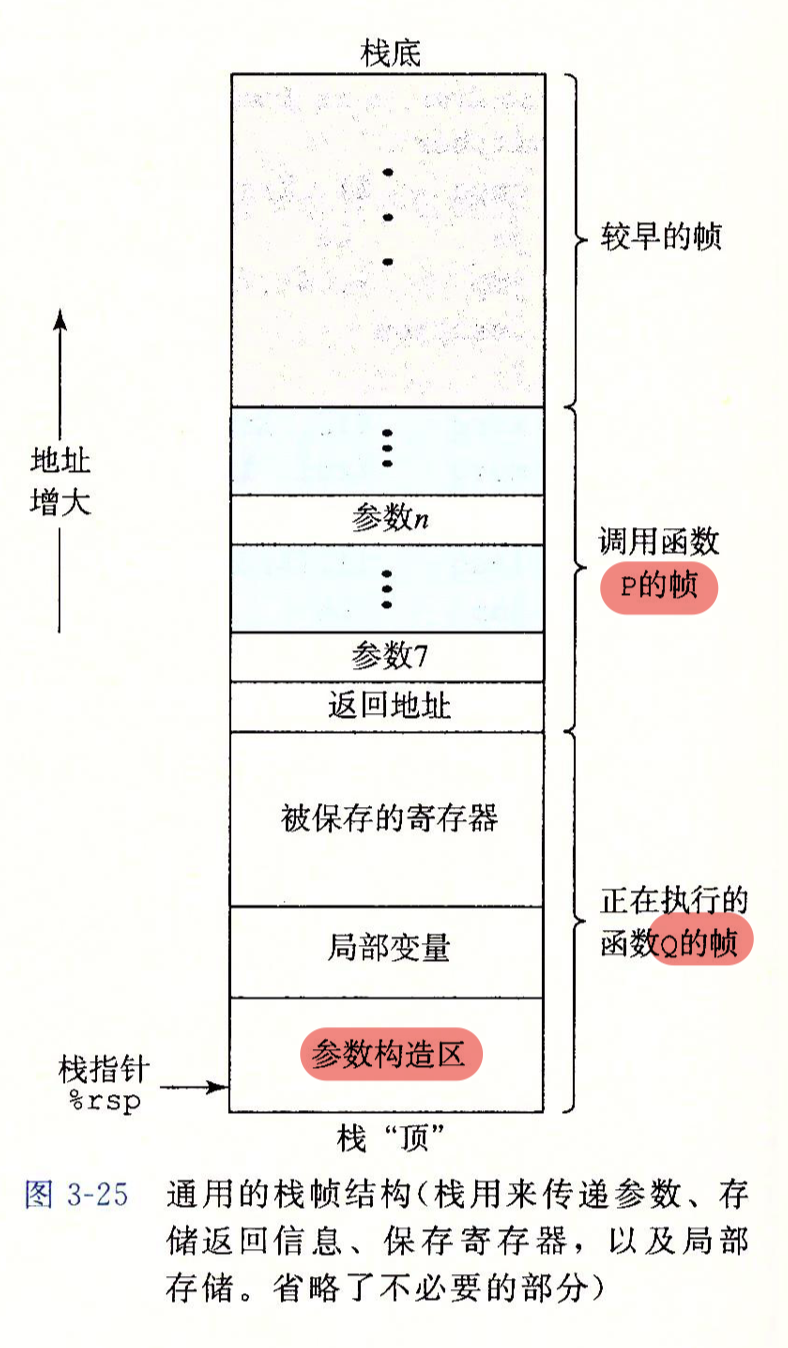 栈底
较早的帧
地址
增大
参数n
调用函数
P的帧
参数7
返回地址
被保存的寄存器
正在执行的
函数Q的帧
局部变量
参数构造区
栈指针
%rsp
栈“顶”
图 3-25 通用的栈帧结构(栈用来传递参数、存
储返回信息、保存寄存器，以及局部
存储。省略了不必要的部分)